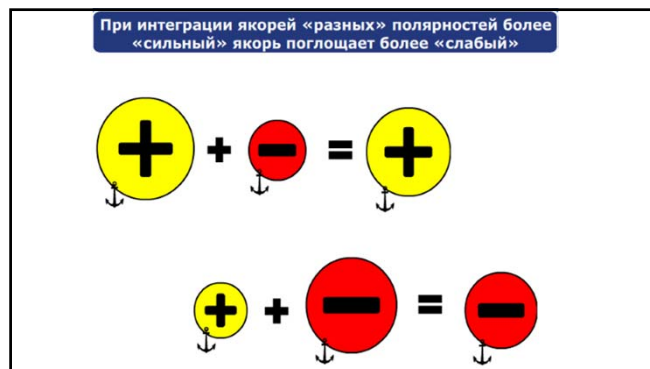 При интеграции якорей «разных» полярностей более
«сильный» якорь поглощает более «слабый»
+ + − = +
+ + − = −